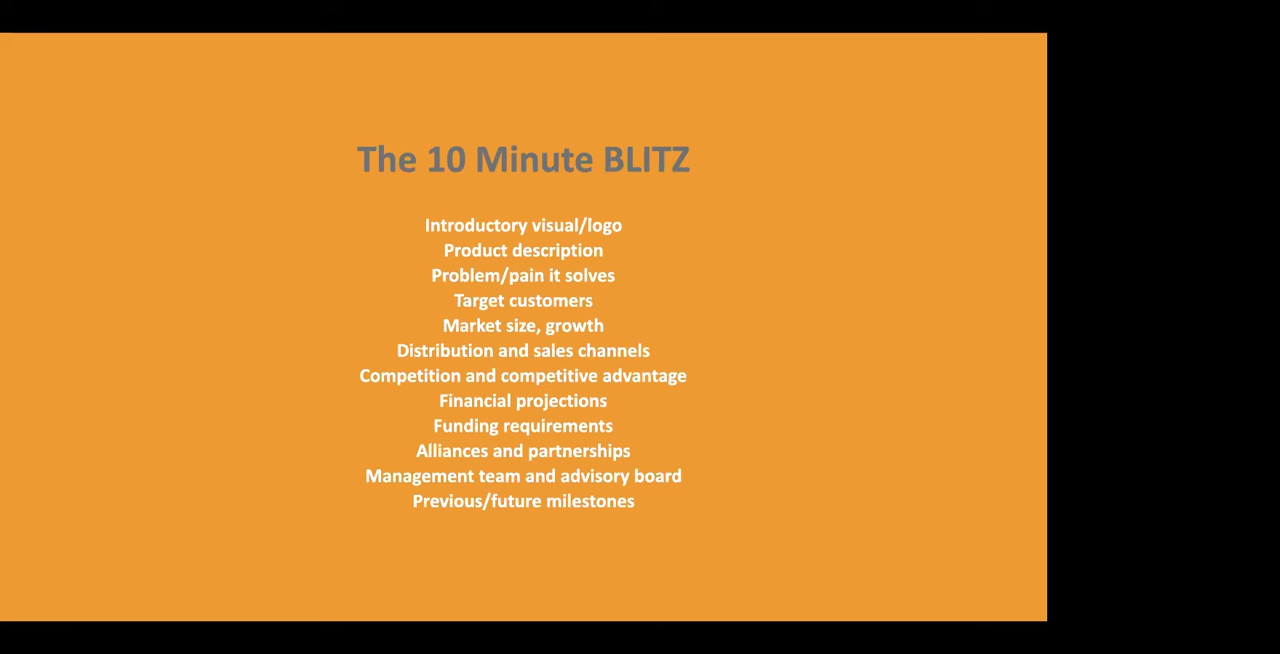 The 10 Minute BLITZ
Introductory visual/logo
Product description
Problem/pain it solves
Target customers
Market size, growth
Distribution and sales channels
Competition and competitive advantage
Financial projections
Funding requirements
Alliances and partnerships
Management team and advisory board
Previous/future milestones